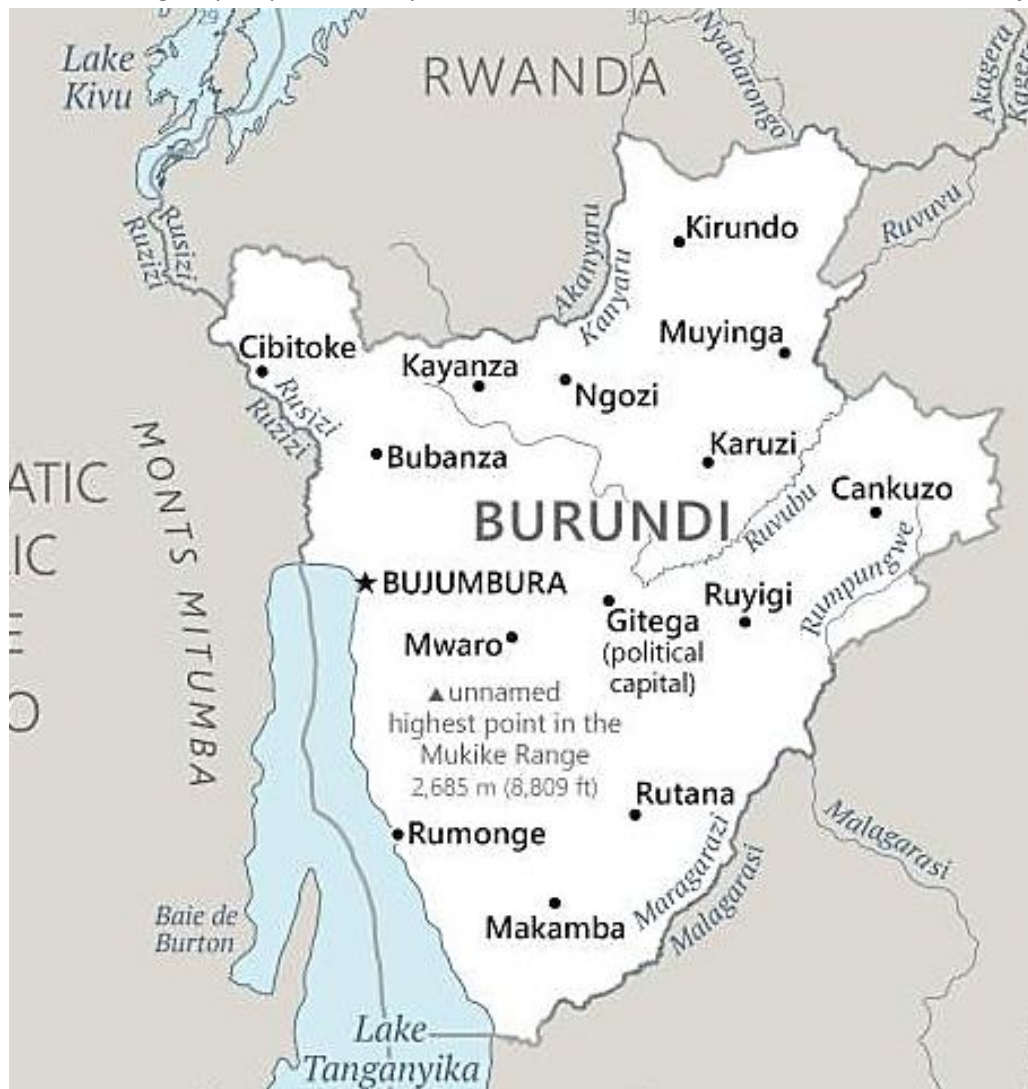 29
30
Lake
Kivu
RWANDA
Nyabarongo
Akagera
Kagera
Rusizi
Ruzizi
Akanyaru
Kanyaru
Ruvuvu
Kirundo
Cibitoke
Muyinga
Kayanza
Ngozi
Rusizi
Ruzizi
Bubanza
Karuzi
MONTS MITUMBA
ATIC
IC
O
Cankuzo
BURUNDI
Ruvubu
Rumpungwe
BUJUMBURA
Gitega
(political
capital)
Ruyigi
Mwaro
▲unnamed
highest point in the
Mukike Range
2,685 m (8,809 ft)
Rutana
Rumonge
Maragarazi
Malagarasi
Malagarasi
Makamba
Baie de
Burton
Lake
Tanganyika